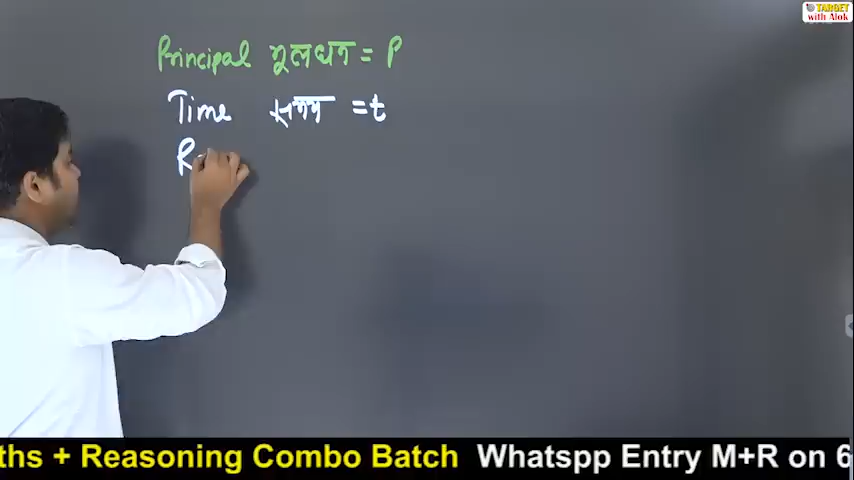 TARGET
with Alok
Principal मूलधन = P
Time समय = t
R
ths + Reasoning Combo Batch Whatspp Entry M+R on 6